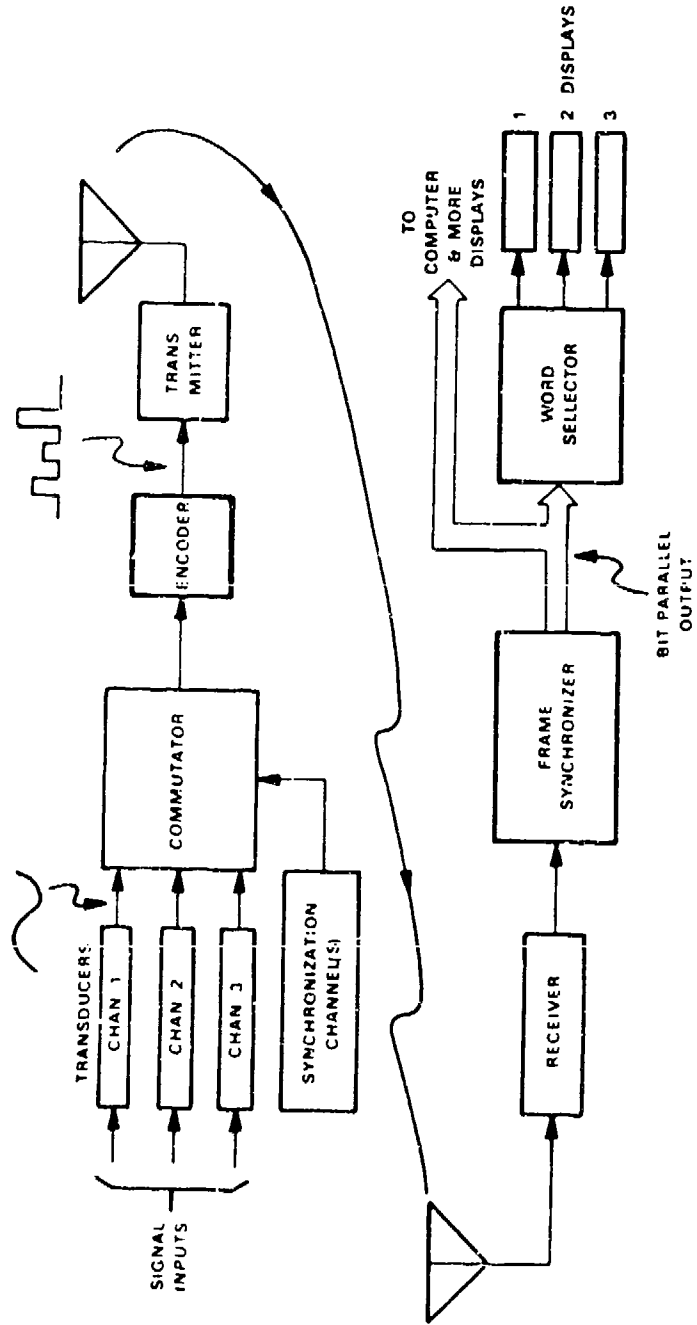 SIGNAL
INPUTS
TRANSDUCERS
CHAN 1
CHAN 2
CHAN 3
SYNCHRONIZATION
CHANNEL(S)
COMMUTATOR
ENCODER
TRANS
MITTER
RECEIVER
FRAME
SYNCHRONIZER
BIT PARALLEL
OUTPUT
TO
COMPUTER
& MORE
DISPLAYS
WORD
SELLECTOR
1
2 DISPLAYS
3